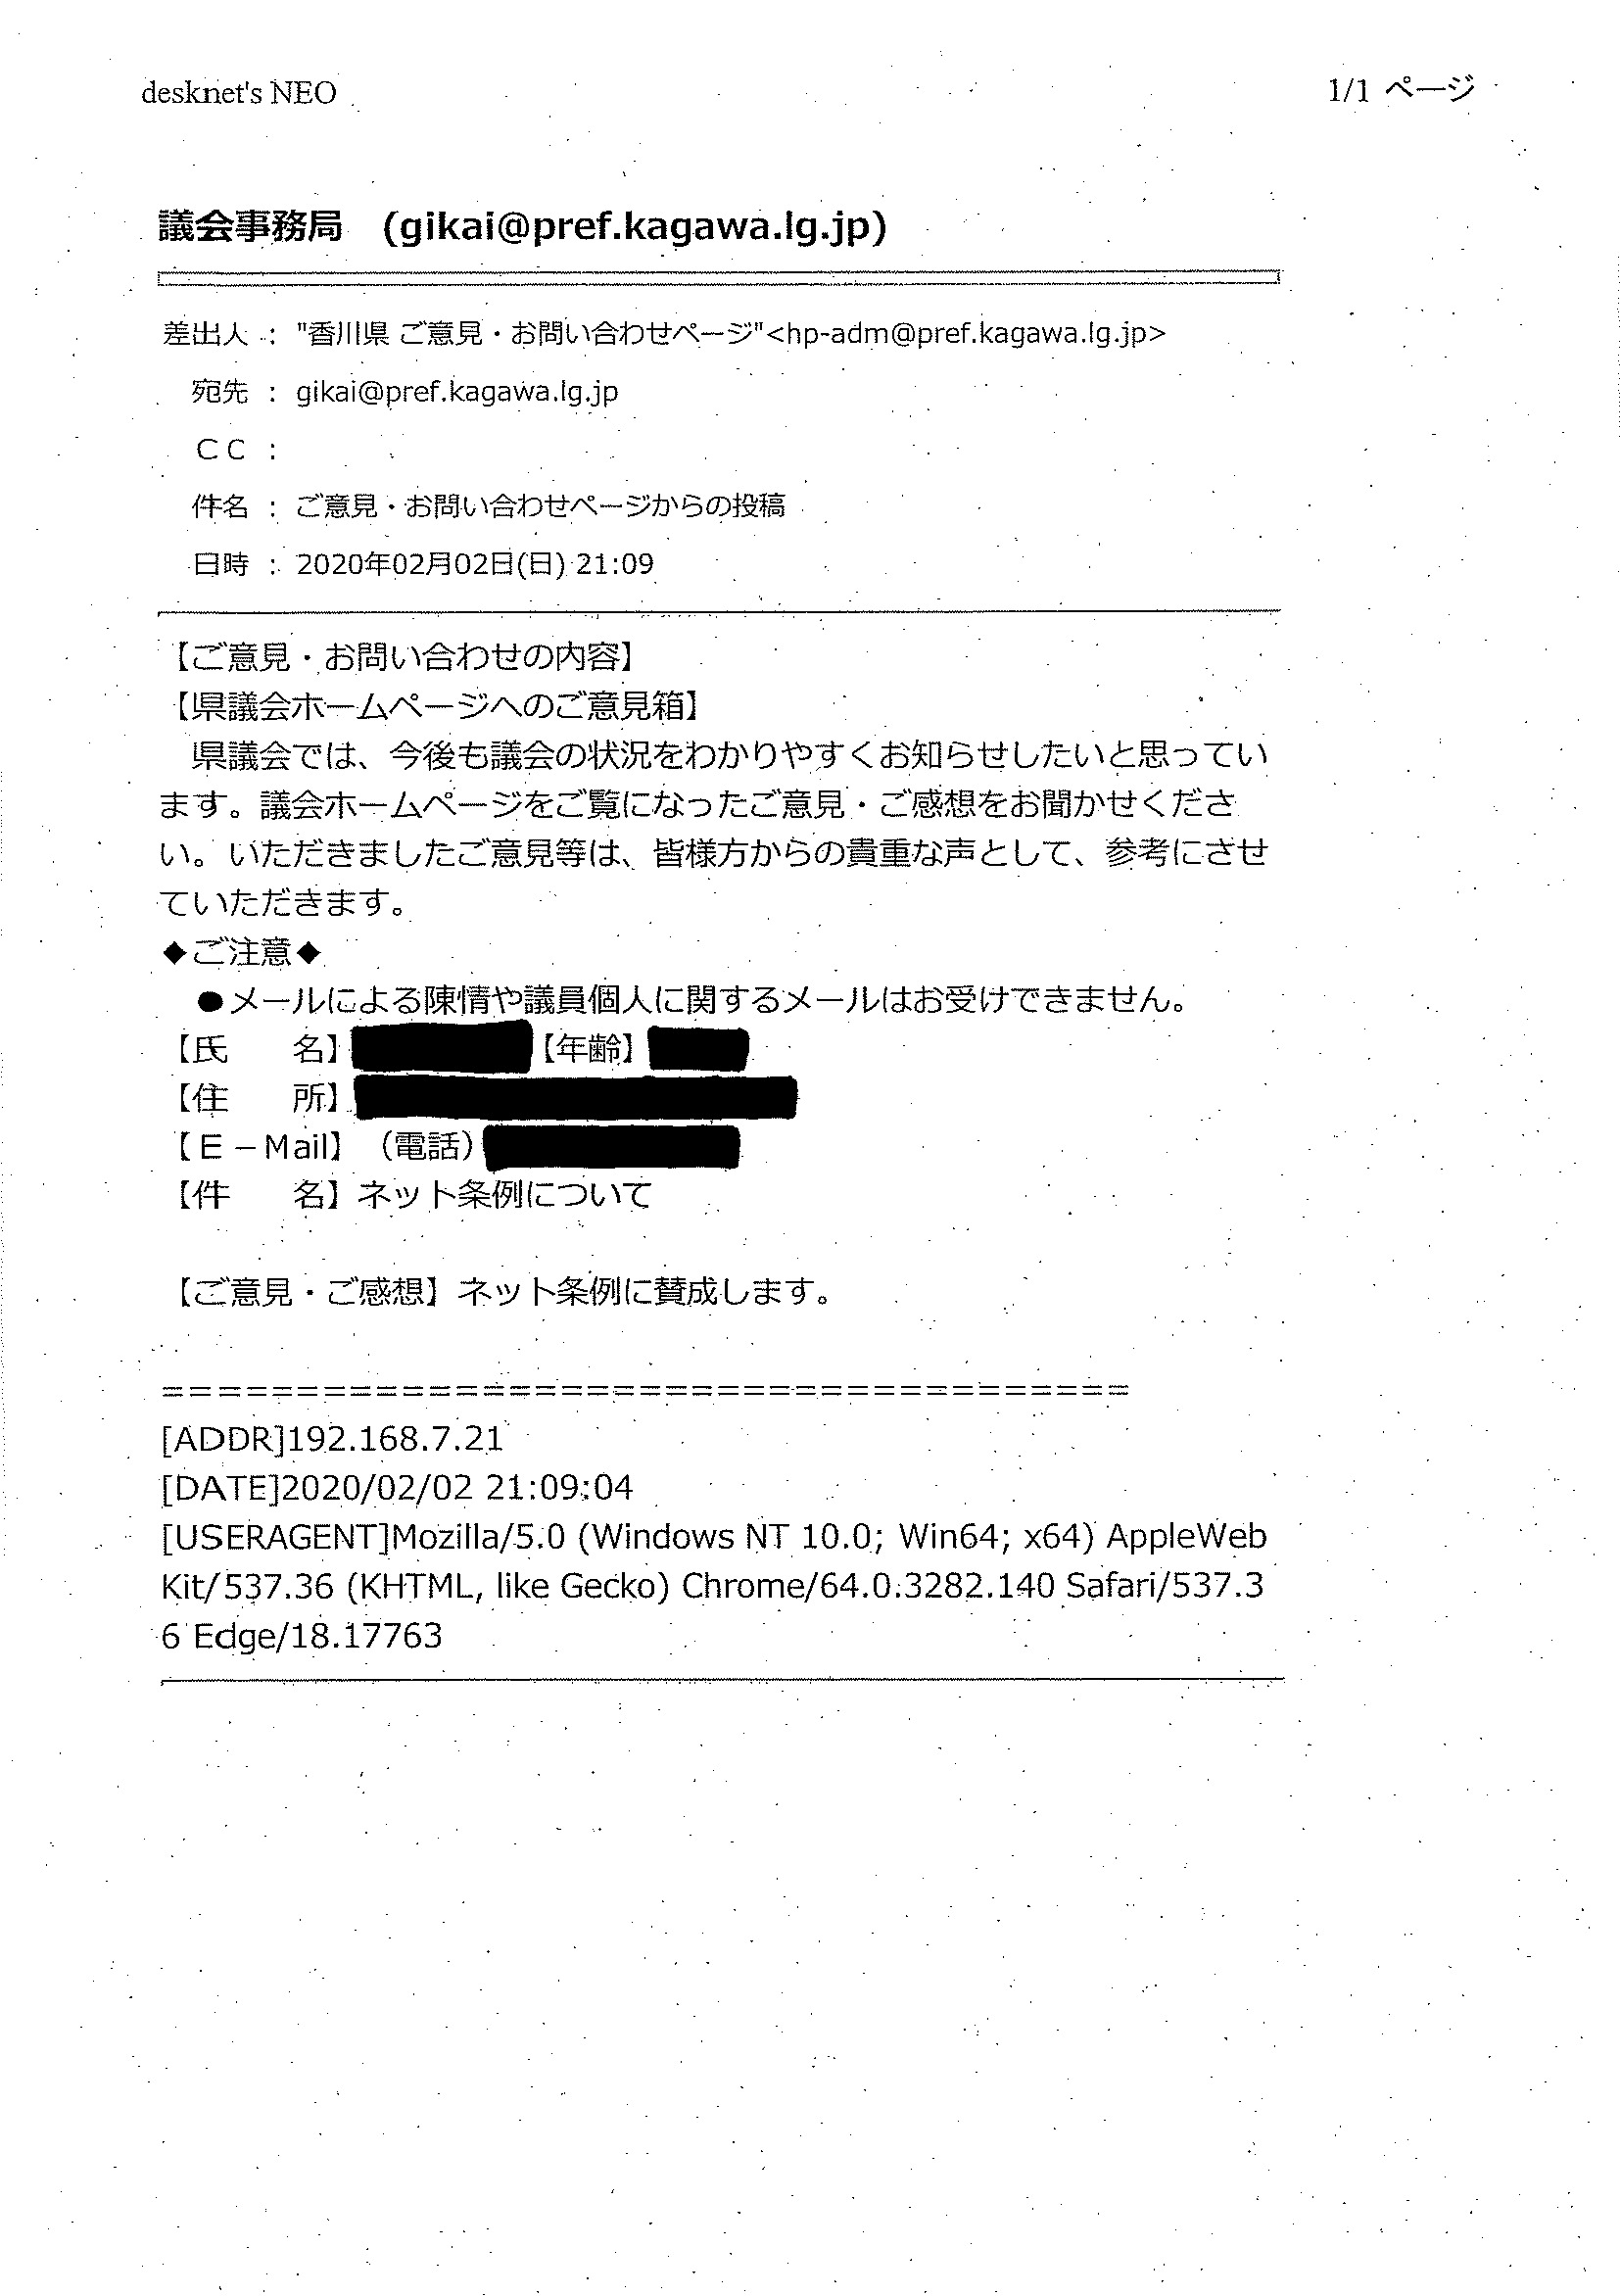 desknet's NEO
1/1 ページ
議会事務局　(gikai@pref.kagawa.lg.jp)
差出人 ： "香川県 ご意見・お問い合わせページ"<hp-adm@pref.kagawa.lg.jp>
宛先 ： gikai@pref.kagawa.lg.jp
ＣＣ ：
件名 ： ご意見・お問い合わせページからの投稿
日時 ： 2020年02月02日(日) 21:09
【ご意見・お問い合わせの内容】
【県議会ホームページへのご意見箱】
　県議会では、今後も議会の状況をわかりやすくお知らせしたいと思ってい
ます。議会ホームページをご覧になったご意見・ご感想をお聞かせくださ
い。いただきましたご意見等は、皆様方からの貴重な声として、参考にさせ
ていただきます。
◆ご注意◆
　●メールによる陳情や議員個人に関するメールはお受けできません。
【氏　　名】【年齢】
【住　　所】
【Ｅ－Mail】（電話）
【件　　名】ネット条例について
【ご意見・ご感想】ネット条例に賛成します。
=====================================
[ADDR]192.168.7.21
[DATE]2020/02/02 21:09:04
[USERAGENT]Mozilla/5.0 (Windows NT 10.0; Win64; x64) AppleWeb
Kit/537.36 (KHTML, like Gecko) Chrome/64.0.3282.140 Safari/537.3
6 Edge/18.17763